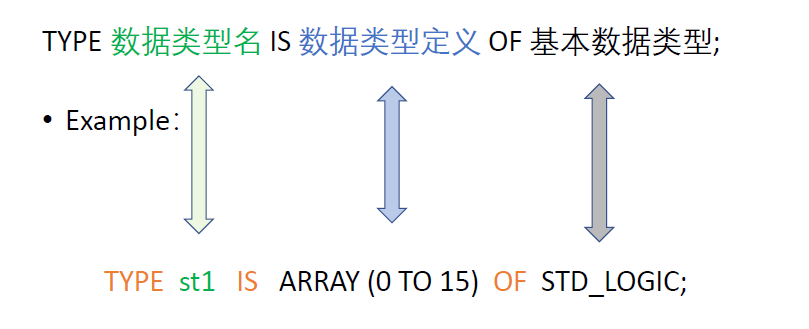 TYPE 数据类型名 IS 数据类型定义 OF 基本数据类型;
• Example：
TYPE st1 IS ARRAY (0 TO 15) OF STD_LOGIC;